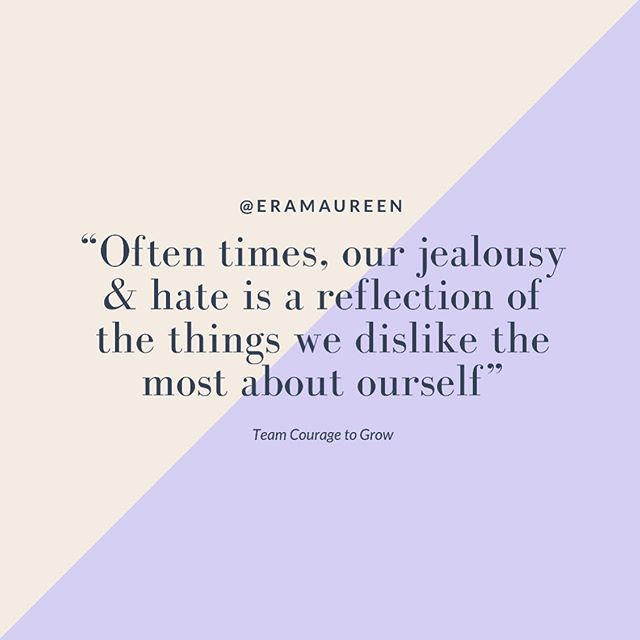 @ERAMAUREEN
“Often times, our jealousy
& hate is a reflection of
the things we dislike the
most about ourself”
Team Courage to Grow